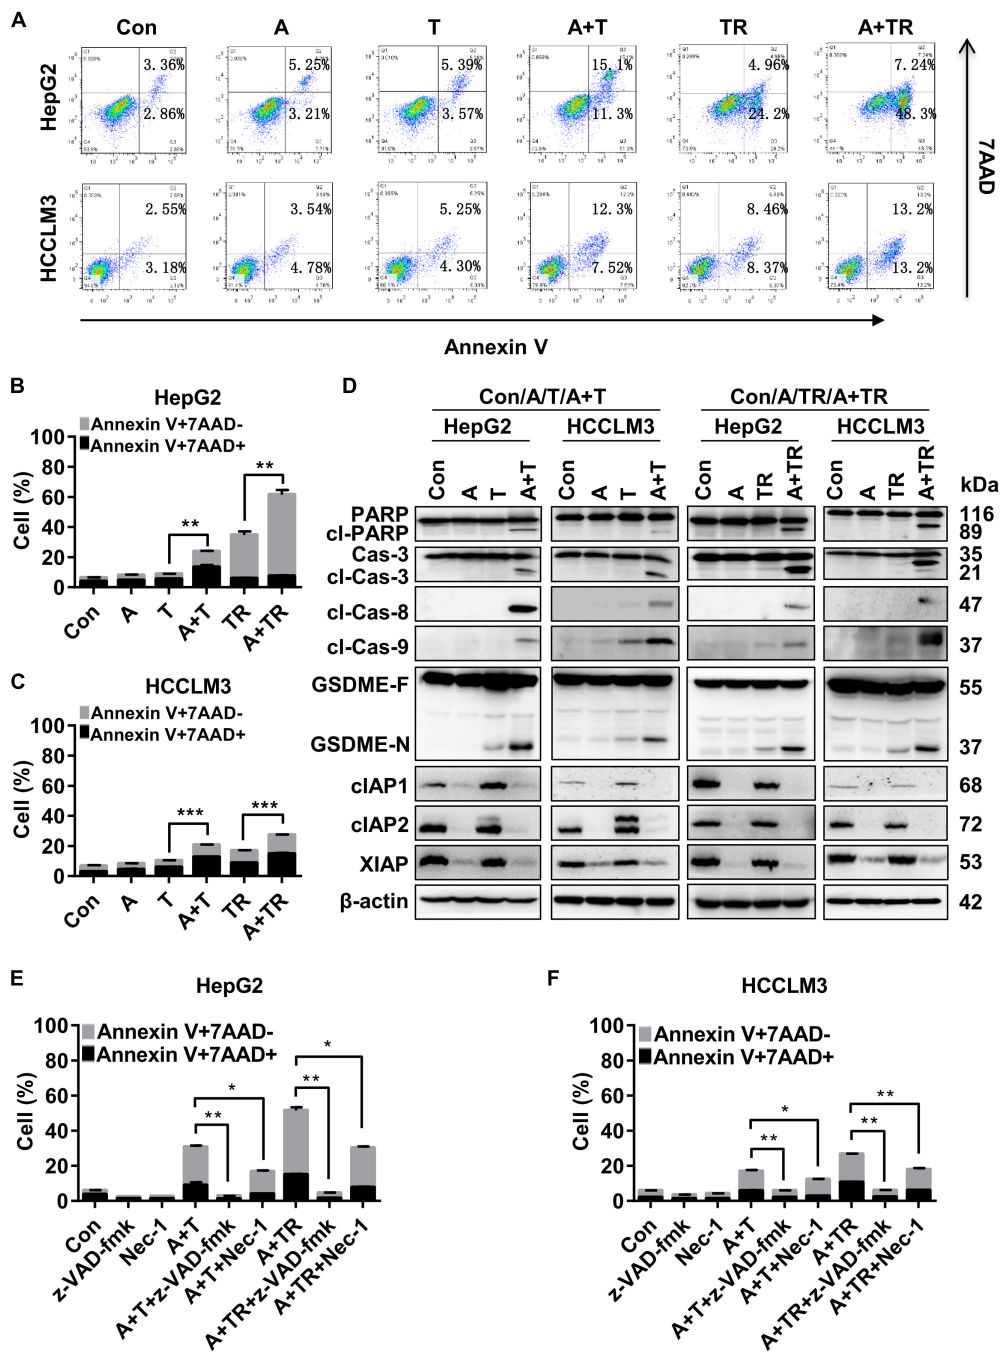 A
Con A T A+T TR A+TR
HepG2
3.36% 5.25% 5.39% 15.1% 4.96% 7.24%
2.86% 3.21% 3.57% 11.3% 24.2% 48.3%
7AAD
HCCLM3
2.55% 3.54% 5.25% 12.3% 8.46% 13.2%
3.18% 4.78% 4.30% 7.52% 8.37% 13.2%
Annexin V
B
HepG2
Annexin V+7AAD-
Annexin V+7AAD+
Cell (%)
100
80
60
40
20
0
** **
Con A T A+T TR A+TR
C
HCCLM3
Annexin V+7AAD-
Annexin V+7AAD+
Cell (%)
100
80
60
40
20
0
*** ***
Con A T A+T TR A+TR
D
Con/A/T/A+T Con/A/TR/A+TR
HepG2 HCCLM3 HepG2 HCCLM3
Con A T A+T Con A T A+T Con A TR A+TR Con A TR A+TR
kDa
PARP 116
cl-PARP 89
Cas-3 35
cl-Cas-3 21
cl-Cas-8 47
cl-Cas-9 37
GSDME-F 55
GSDME-N 37
cIAP1 68
cIAP2 72
XIAP 53
β-actin 42
E
HepG2
Annexin V+7AAD-
Annexin V+7AAD+
Cell (%)
100
80
60
40
20
0
** * ** *
Con z-VAD-fmk Nec-1 A+T A+T+z-VAD-fmk A+T+Nec-1 A+TR A+TR+z-VAD-fmk A+TR+Nec-1
F
HCCLM3
Annexin V+7AAD-
Annexin V+7AAD+
Cell (%)
100
80
60
40
20
0
** * ** **
Con z-VAD-fmk Nec-1 A+T A+T+z-VAD-fmk A+T+Nec-1 A+TR A+TR+z-VAD-fmk A+TR+Nec-1